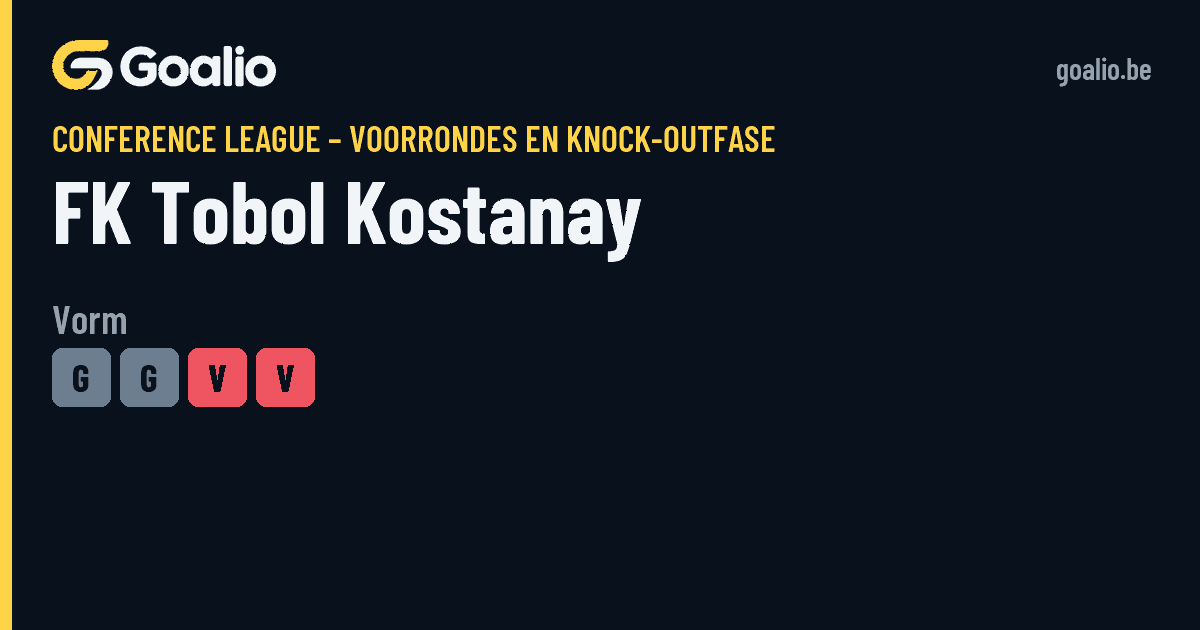 Goalio
goalio.be
CONFERENCE LEAGUE – VOORRONDES EN KNOCK-OUTFASE
FK Tobol Kostanay
Vorm
G G V V